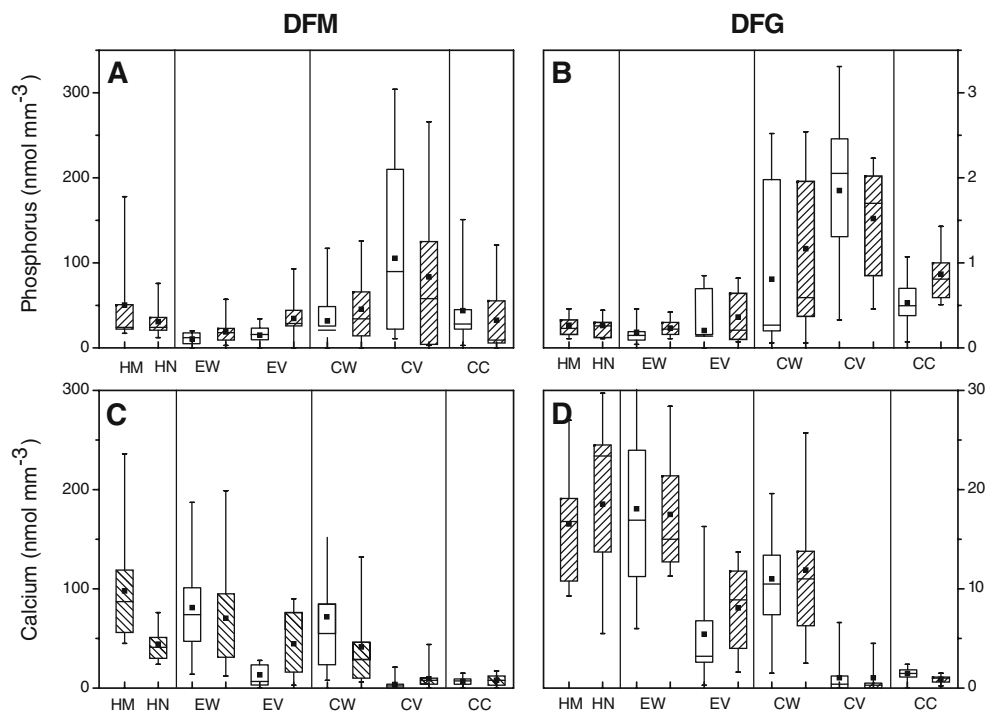 DFM DFG
A B
Phosphorus (nmol mm⁻³)
300
200
100
0
3
2
1
0
HM HN EW EV CW CV CC
HM HN EW EV CW CV CC
C D
Calcium (nmol mm⁻³)
300
200
100
0
30
20
10
0
HM HN EW EV CW CV CC
HM HN EW EV CW CV CC